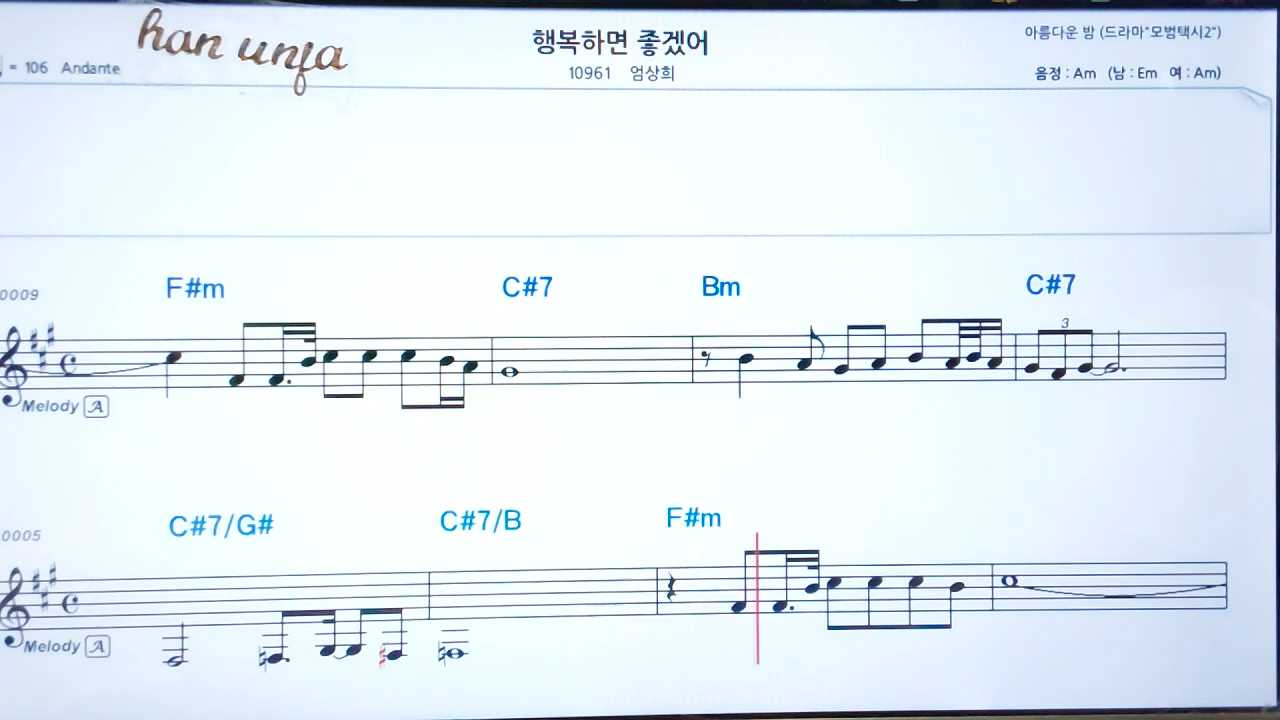 han unja
행복하면 좋겠어
아름다운 밤 (드라마"모범택시2")
= 106 Andante
10961 엄상희
음정 : Am (남 : Em 여 : Am)
0009
F#m C#7 Bm C#7
3
Melody A
0005
C#7/G# C#7/B F#m
Melody A